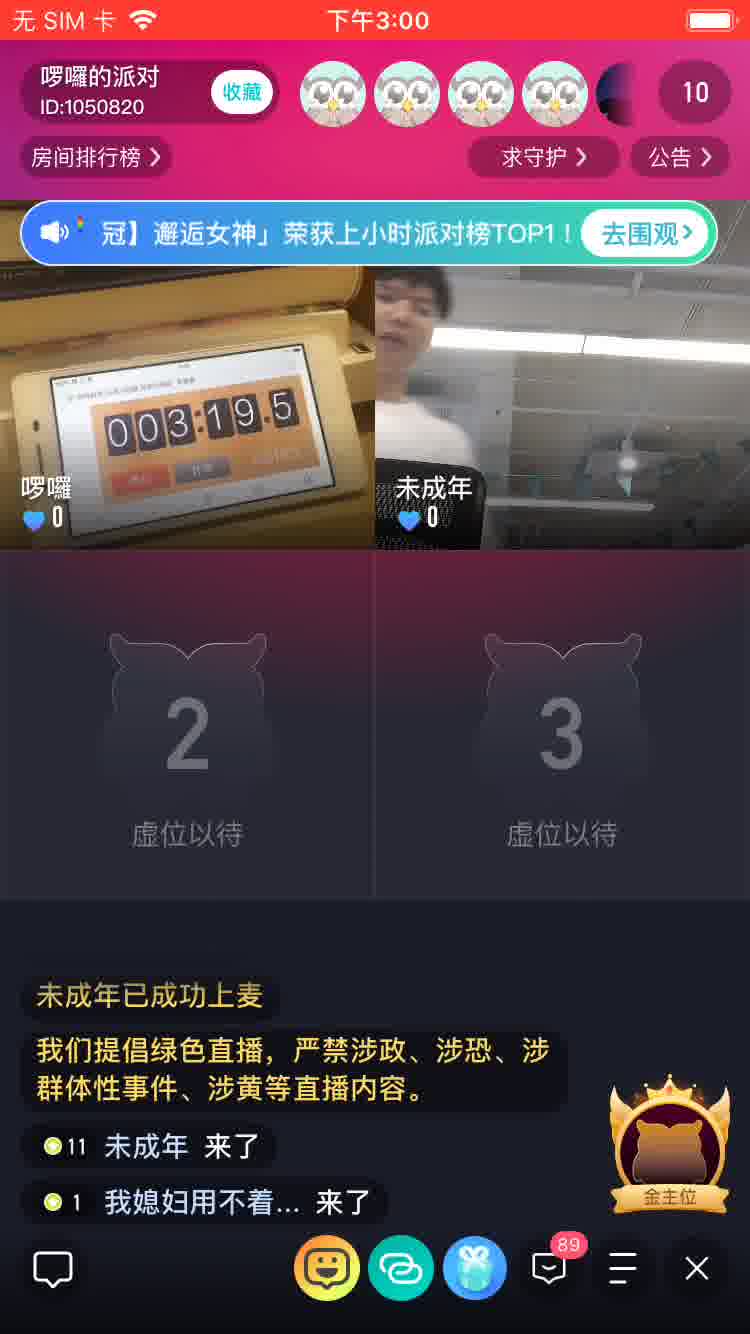 无 SIM 卡
下午3:00
啰囉的派对
ID:1050820
收藏
10
房间排行榜
求守护
公告
冠】邂逅女神」荣获上小时派对榜TOP1！
去围观
003:19.5
啰囉
0
未成年
0
2
虚位以待
3
虚位以待
未成年已成功上麦
我们提倡绿色直播，严禁涉政、涉恐、涉
群体性事件、涉黄等直播内容。
11 未成年 来了
1 我媳妇用不着... 来了
金主位
89